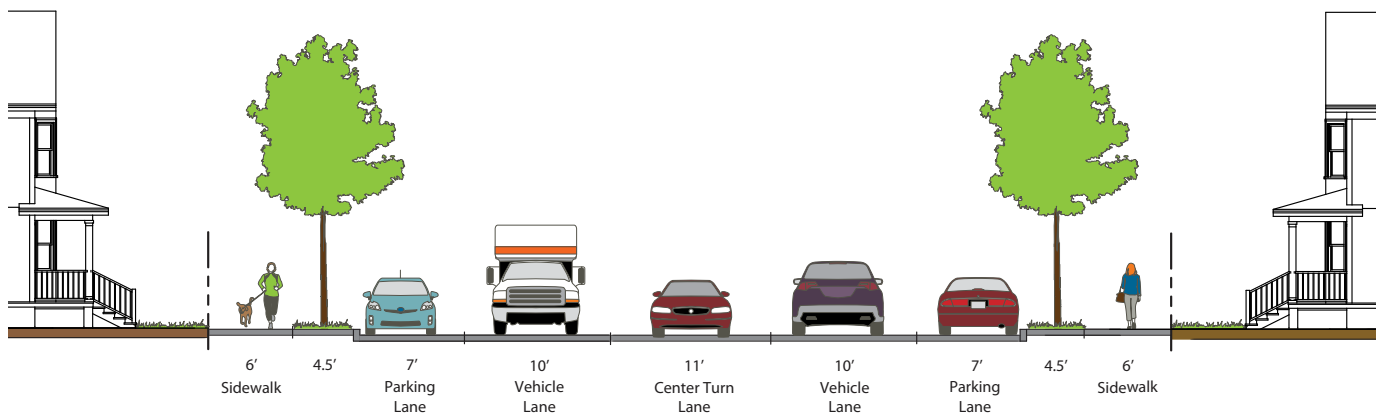 6’ 4.5’ 7’ 10’ 11’ 10’ 7’ 4.5’ 6’
Sidewalk Parking Vehicle Center Turn Vehicle Parking Sidewalk
Lane Lane Lane Lane Lane